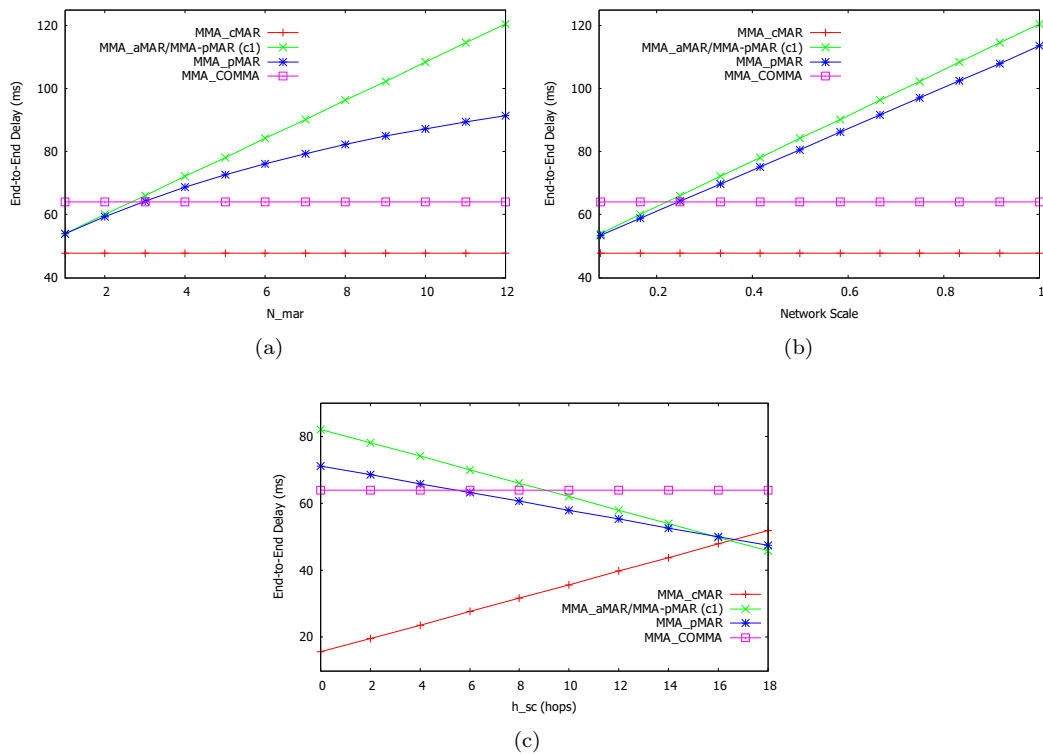 120
100
80
60
40
End-to-End Delay (ms)
MMA_cMAR
MMA_aMAR/MMA-pMAR (c1)
MMA_pMAR
MMA_COMMA
2 4 6 8 10 12
N_mar
(a)
120
100
80
60
40
End-to-End Delay (ms)
MMA_cMAR
MMA_aMAR/MMA-pMAR (c1)
MMA_pMAR
MMA_COMMA
0.2 0.4 0.6 0.8 1
Network Scale
(b)
80
60
40
20
End-to-End Delay (ms)
MMA_cMAR
MMA_aMAR/MMA-pMAR (c1)
MMA_pMAR
MMA_COMMA
0 2 4 6 8 10 12 14 16 18
h_sc (hops)
(c)